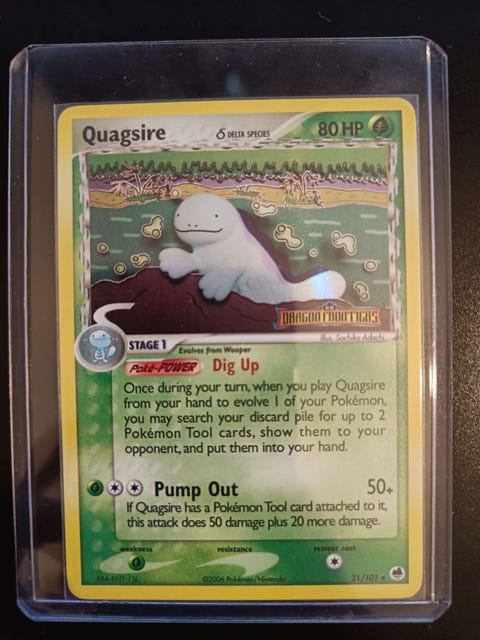 Quagsire δ DELTA SPECIES 80 HP
DRAGON FRONTIERS
Illus. Sachiko Adachi
STAGE 1 Evolves from Wooper
Poké-POWER Dig Up
Once during your turn, when you play Quagsire
from your hand to evolve 1 of your Pokémon,
you may search your discard pile for up to 2
Pokémon Tool cards, show them to your
opponent, and put them into your hand.
Pump Out 50+
If Quagsire has a Pokémon Tool card attached to it,
this attack does 50 damage plus 20 more damage.
weakness resistance retreat cost
©2006 Pokémon/Nintendo 21/101 ★